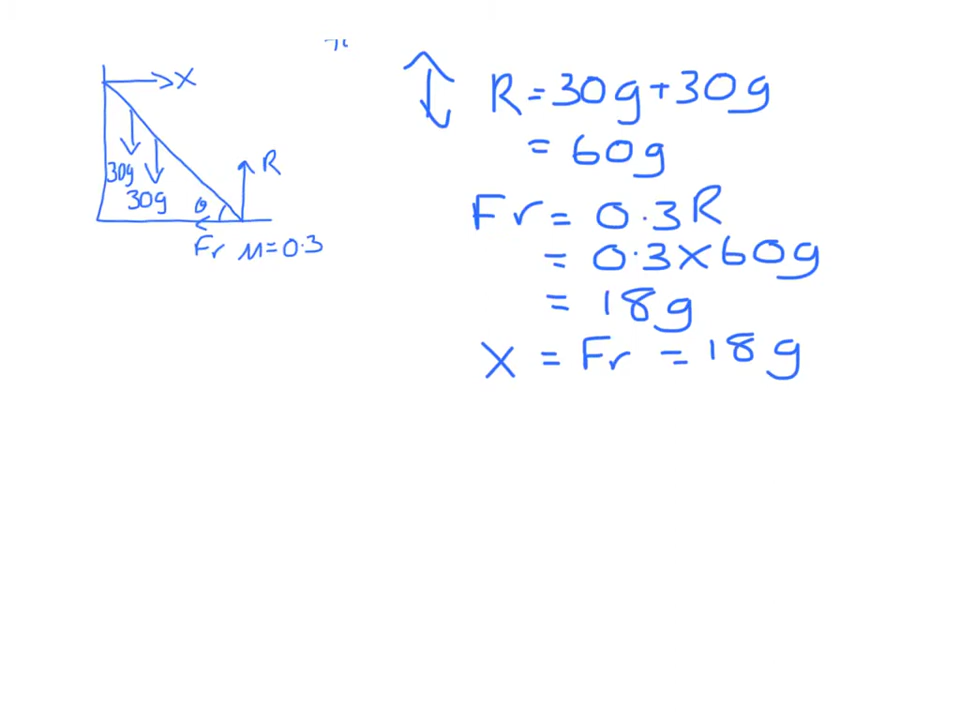 X
30g
30g
θ
R
Fr μ=0.3
R=30g+30g
= 60g
Fr= 0.3R
= 0.3×60g
= 18g
X = Fr = 18g